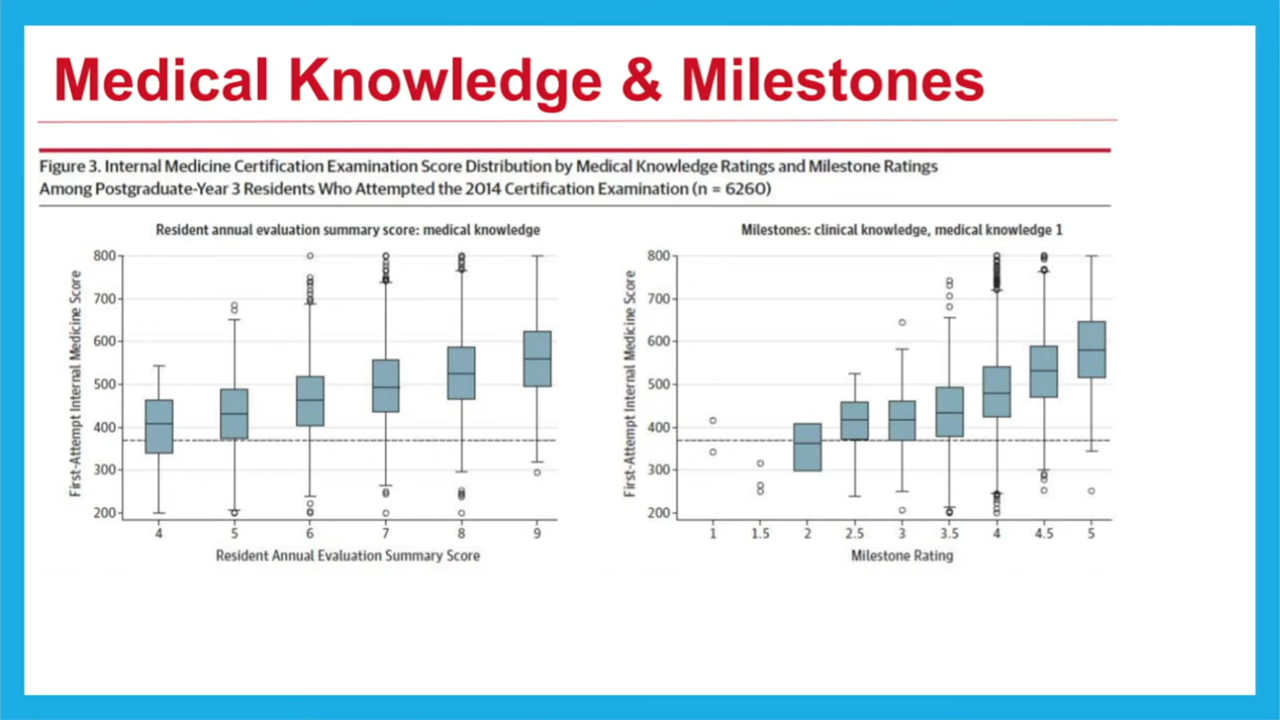 Medical Knowledge & Milestones
Figure 3. Internal Medicine Certification Examination Score Distribution by Medical Knowledge Ratings and Milestone Ratings
Among Postgraduate-Year 3 Residents Who Attempted the 2014 Certification Examination (n = 6260)
Resident annual evaluation summary score: medical knowledge
First-Attempt Internal Medicine Score
800
700
600
500
400
300
200
4 5 6 7 8 9
Resident Annual Evaluation Summary Score
Milestones: clinical knowledge, medical knowledge 1
First-Attempt Internal Medicine Score
800
700
600
500
400
300
200
1 1.5 2 2.5 3 3.5 4 4.5 5
Milestone Rating